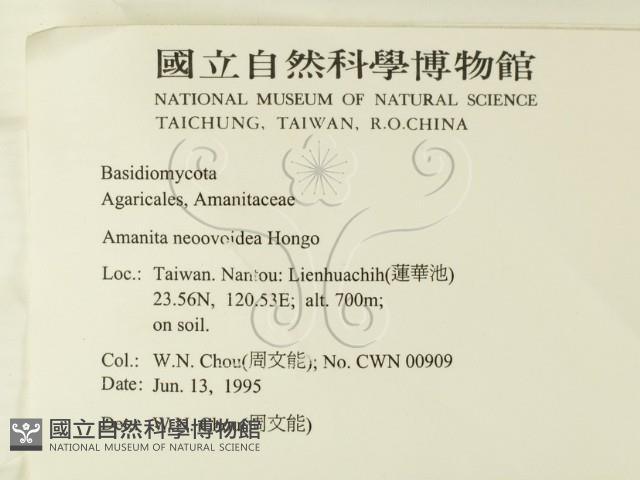 國立自然科學博物館
NATIONAL MUSEUM OF NATURAL SCIENCE
TAICHUNG, TAIWAN, R.O.CHINA
Basidiomycota
Agaricales, Amanitaceae
Amanita neoovoidea Hongo
Loc.: Taiwan. Nantou: Lienhuachih(蓮華池)
23.56N, 120.53E; alt. 700m;
on soil.
Col.: W.N. Chou(周文能); No. CWN 00909
Date: Jun. 13, 1995
Det.: W.N. Chou(周文能)
國立自然科學博物館
NATIONAL MUSEUM OF NATURAL SCIENCE